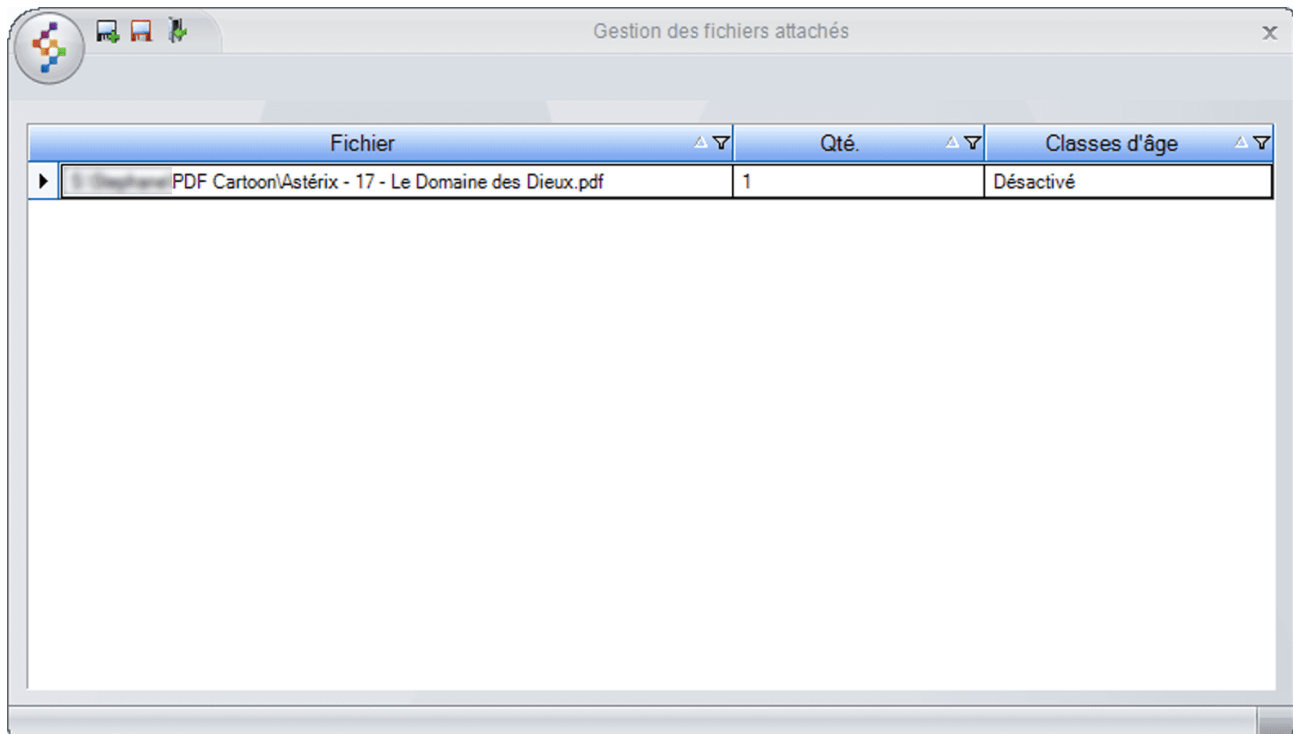 Gestion des fichiers attachés
Fichier Qté. Classes d'âge
PDF Cartoon\Astérix - 17 - Le Domaine des Dieux.pdf 1 Désactivé